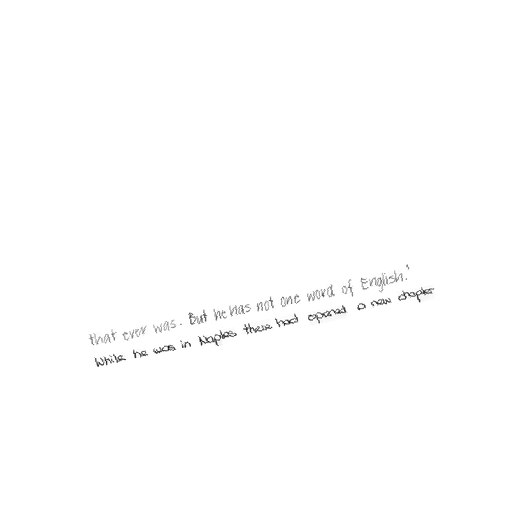 that ever was. But he has not one word of English.'
While he was in Naples there had opened a new chapter